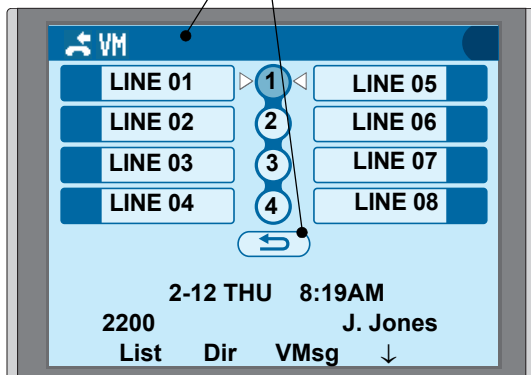 VM
LINE 01 1 LINE 05
LINE 02 2 LINE 06
LINE 03 3 LINE 07
LINE 04 4 LINE 08
2-12 THU 8:19AM
2200 J. Jones
List Dir VMsg ↓